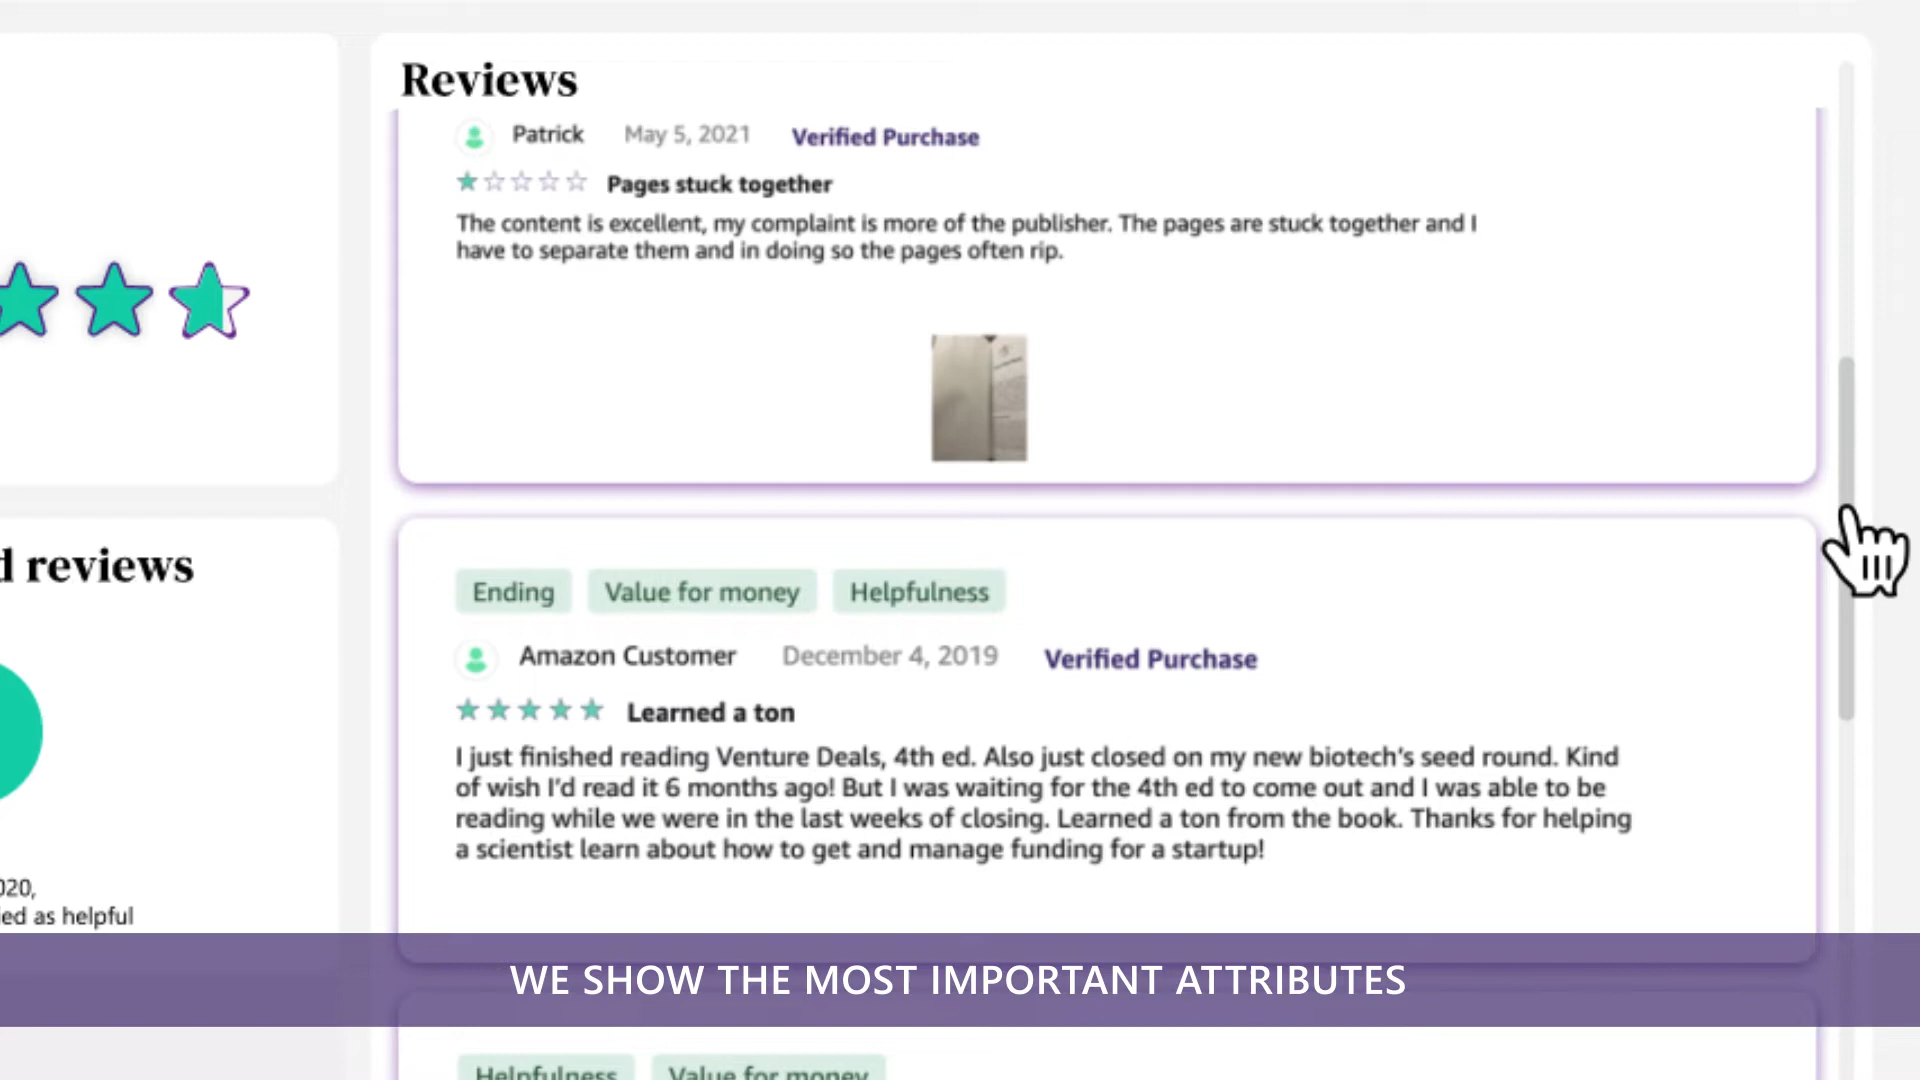 Reviews
Patrick May 5, 2021 Verified Purchase
Pages stuck together
The content is excellent, my complaint is more of the publisher. The pages are stuck together and I
have to separate them and in doing so the pages often rip.
d reviews
020,
ied as helpful
Ending Value for money Helpfulness
Amazon Customer December 4, 2019 Verified Purchase
Learned a ton
I just finished reading Venture Deals, 4th ed. Also just closed on my new biotech's seed round. Kind
of wish I'd read it 6 months ago! But I was waiting for the 4th ed to come out and I was able to be
reading while we were in the last weeks of closing. Learned a ton from the book. Thanks for helping
a scientist learn about how to get and manage funding for a startup!
WE SHOW THE MOST IMPORTANT ATTRIBUTES
Helpfulness Value for money